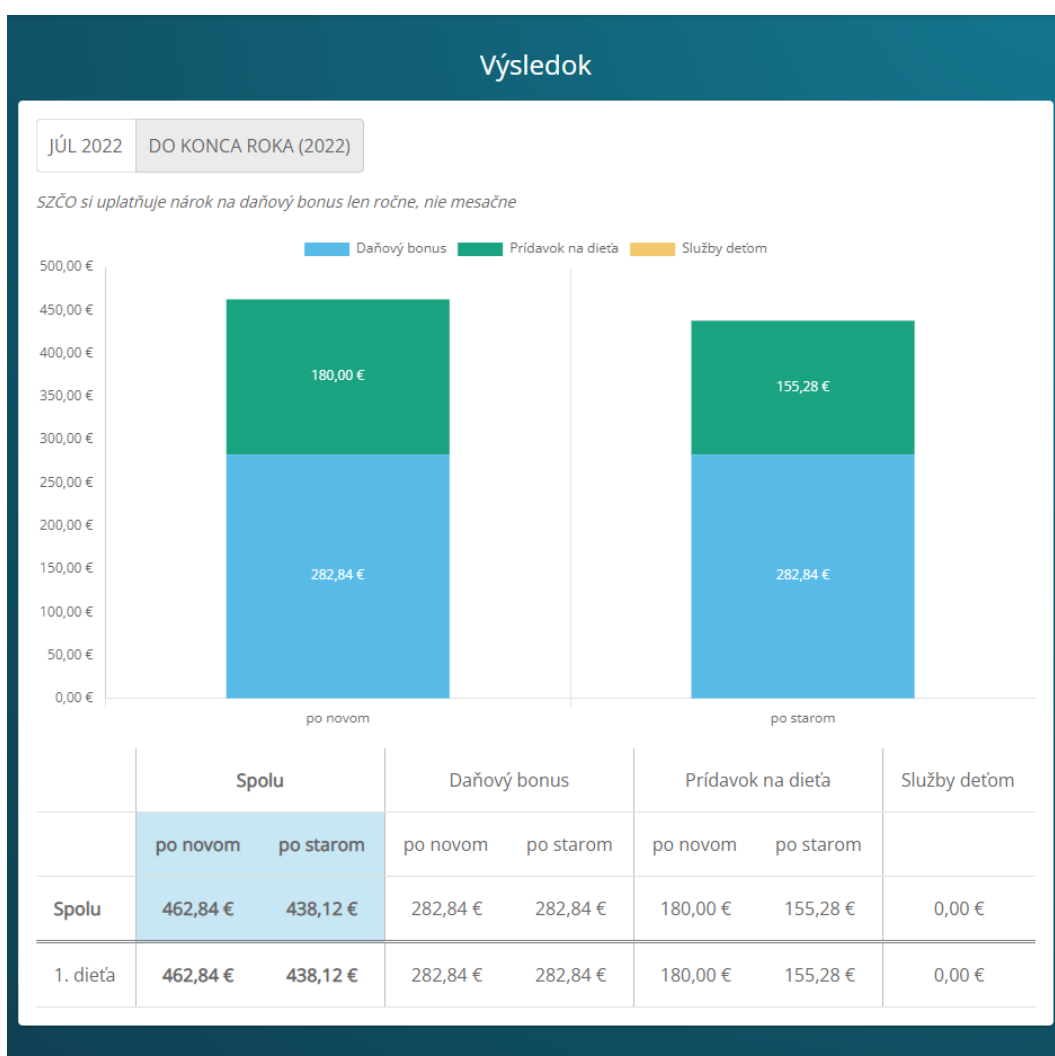 Výsledok
JÚL 2022 DO KONCA ROKA (2022)
SZČO si uplatňuje nárok na daňový bonus len ročne, nie mesačne
Daňový bonus Prídavok na dieťa Služby deťom
500,00 €
450,00 €
400,00 €
350,00 €
300,00 €
250,00 €
200,00 €
150,00 €
100,00 €
50,00 €
0,00 €
180,00 € 155,28 €
282,84 € 282,84 €
po novom po starom
Spolu Daňový bonus Prídavok na dieťa Služby deťom
po novom po starom po novom po starom po novom po starom
Spolu 462,84 € 438,12 € 282,84 € 282,84 € 180,00 € 155,28 € 0,00 €
1. dieťa 462,84 € 438,12 € 282,84 € 282,84 € 180,00 € 155,28 € 0,00 €